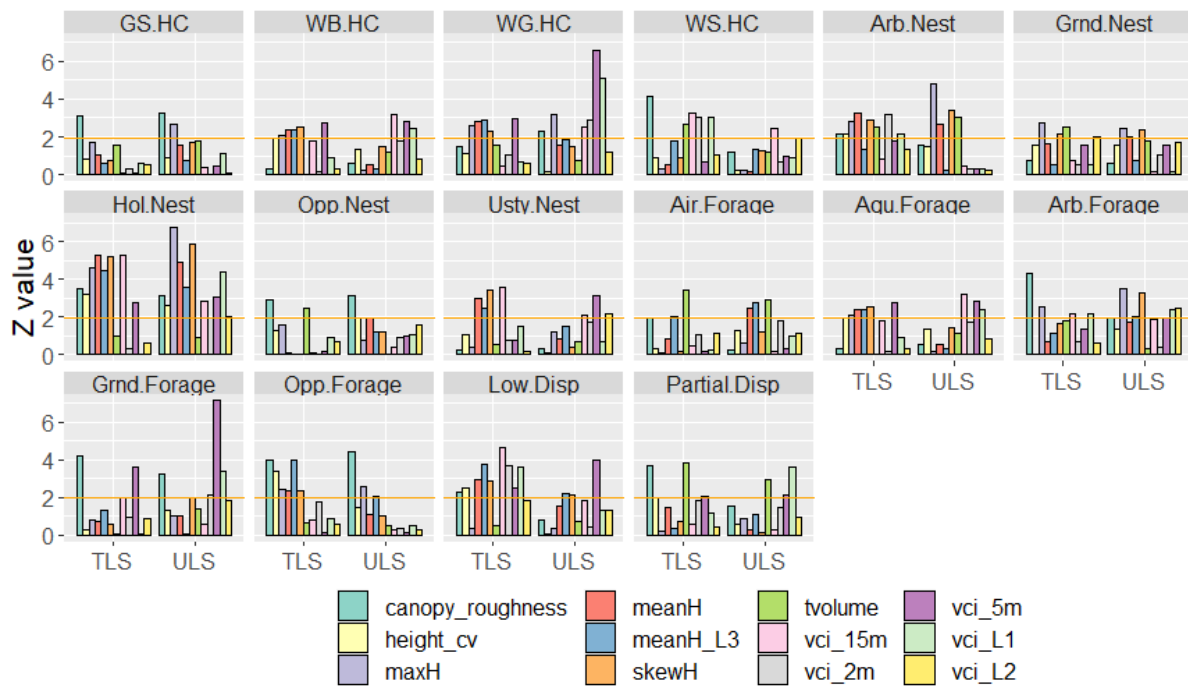 GS.HC WB.HC WG.HC WS.HC Arb.Nest Grnd.Nest
6
4
2
0
Hol.Nest Opp.Nest Usty.Nest Air.Forage Aqu.Forage Arb.Forage
6
4
2
0
Z value
TLS ULS TLS ULS
Grnd.Forage Opp.Forage Low.Disp Partial.Disp
6
4
2
0
TLS ULS TLS ULS TLS ULS TLS ULS
canopy_roughness meanH tvolume vci_5m
height_cv meanH_L3 vci_15m vci_L1
maxH skewH vci_2m vci_L2